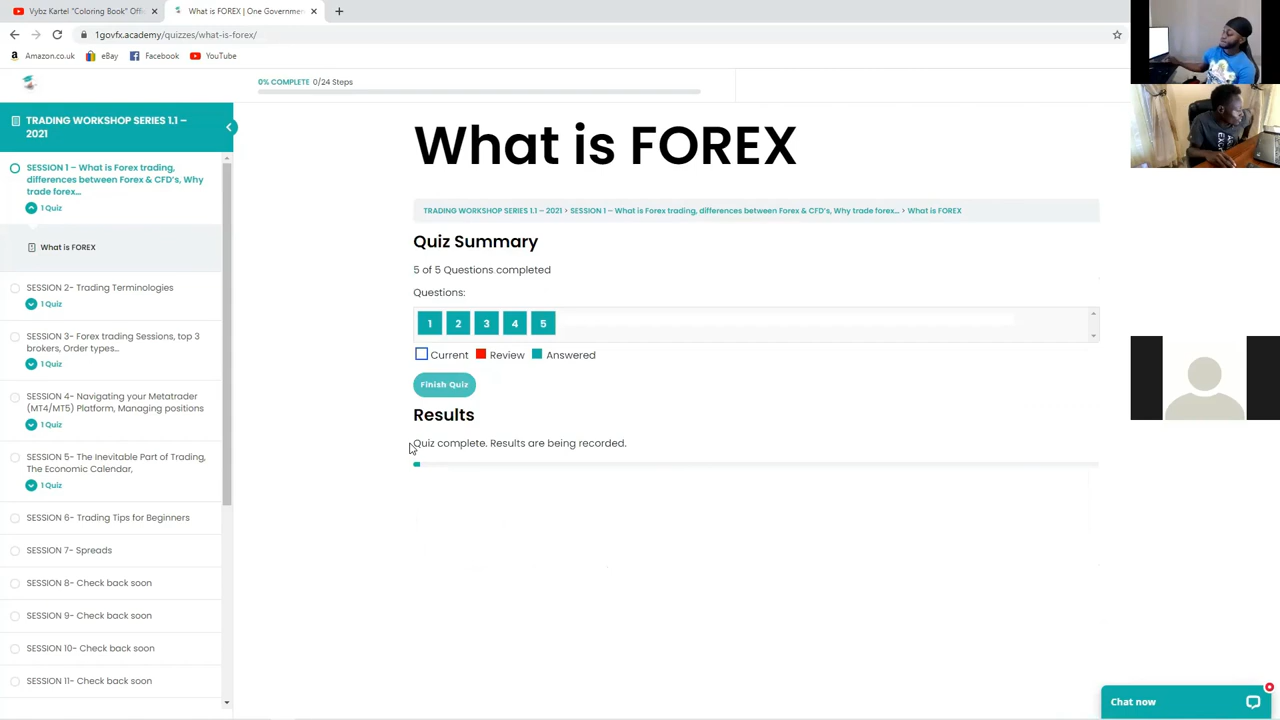 Vybz Kartel "Coloring Book" Offi
What is FOREX | One Governmen
1govfx.academy/quizzes/what-is-forex/
Amazon.co.uk
eBay
Facebook
YouTube
0% COMPLETE 0/24 Steps
TRADING WORKSHOP SERIES 1.1 –
2021
SESSION 1 – What is Forex trading,
differences between Forex & CFD's, Why
trade forex...
1 Quiz
What is FOREX
SESSION 2- Trading Terminologies
1 Quiz
SESSION 3- Forex trading Sessions, top 3
brokers, Order types...
1 Quiz
SESSION 4- Navigating your Metatrader
(MT4/MT5) Platform, Managing positions
1 Quiz
SESSION 5- The Inevitable Part of Trading,
The Economic Calendar,
1 Quiz
SESSION 6- Trading Tips for Beginners
SESSION 7- Spreads
SESSION 8- Check back soon
SESSION 9- Check back soon
SESSION 10- Check back soon
SESSION 11- Check back soon
What is FOREX
TRADING WORKSHOP SERIES 1.1 – 2021 > SESSION 1 – What is Forex trading, differences between Forex & CFD's, Why trade forex... > What is FOREX
Quiz Summary
5 of 5 Questions completed
Questions:
1 2 3 4 5
Current Review Answered
Finish Quiz
Results
Quiz complete. Results are being recorded.
Chat now